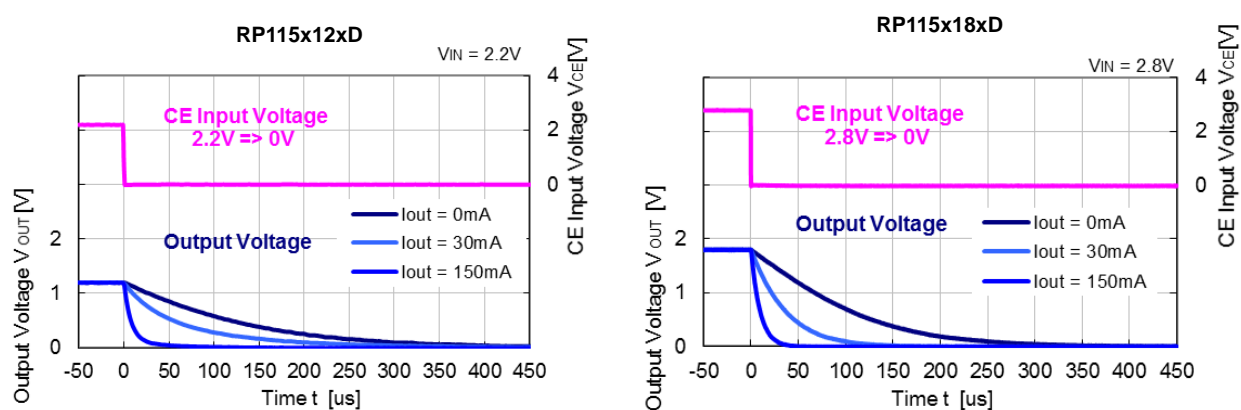 RP115x12xD
VIN = 2.2V
CE Input Voltage
2.2V => 0V
Output Voltage
Iout = 0mA
Iout = 30mA
Iout = 150mA
Output Voltage V OUT [V]
2
1
0
CE Input Voltage VCE[V]
4
2
0
-50 0 50 100 150 200 250 300 350 400 450
Time t [us]
RP115x18xD
VIN = 2.8V
CE Input Voltage
2.8V => 0V
Output Voltage
Iout = 0mA
Iout = 30mA
Iout = 150mA
Output Voltage V OUT [V]
2
1
0
CE Input Voltage VCE[V]
4
2
0
-50 0 50 100 150 200 250 300 350 400 450
Time t [us]